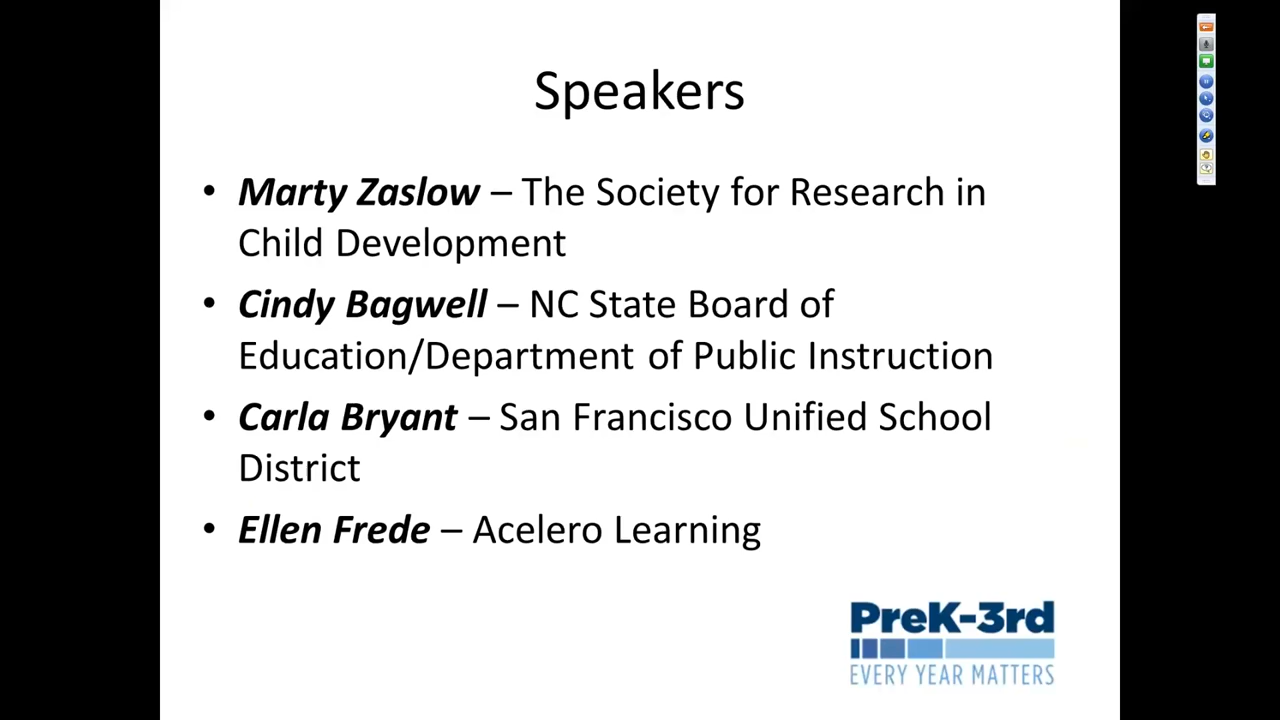 Speakers
• Marty Zaslow – The Society for Research in
Child Development
• Cindy Bagwell – NC State Board of
Education/Department of Public Instruction
• Carla Bryant – San Francisco Unified School
District
• Ellen Frede – Acelero Learning
PreK-3rd
EVERY YEAR MATTERS